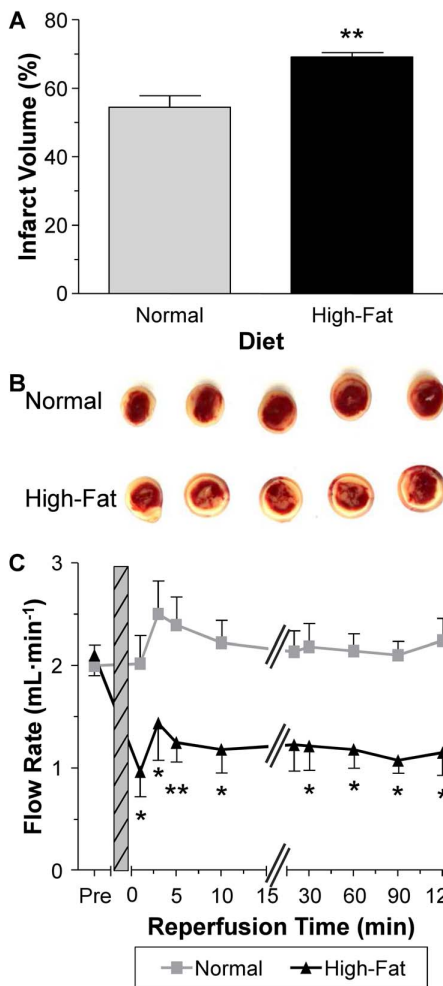 A
Infarct Volume (%)
80
60
40
20
0
**
Normal High-Fat
Diet
B
Normal
High-Fat
C
Flow Rate (mL·min⁻¹)
3
2
1
0
* * ** * * * * *
Pre 0 5 10 15 30 60 90 12
Reperfusion Time (min)
Normal High-Fat